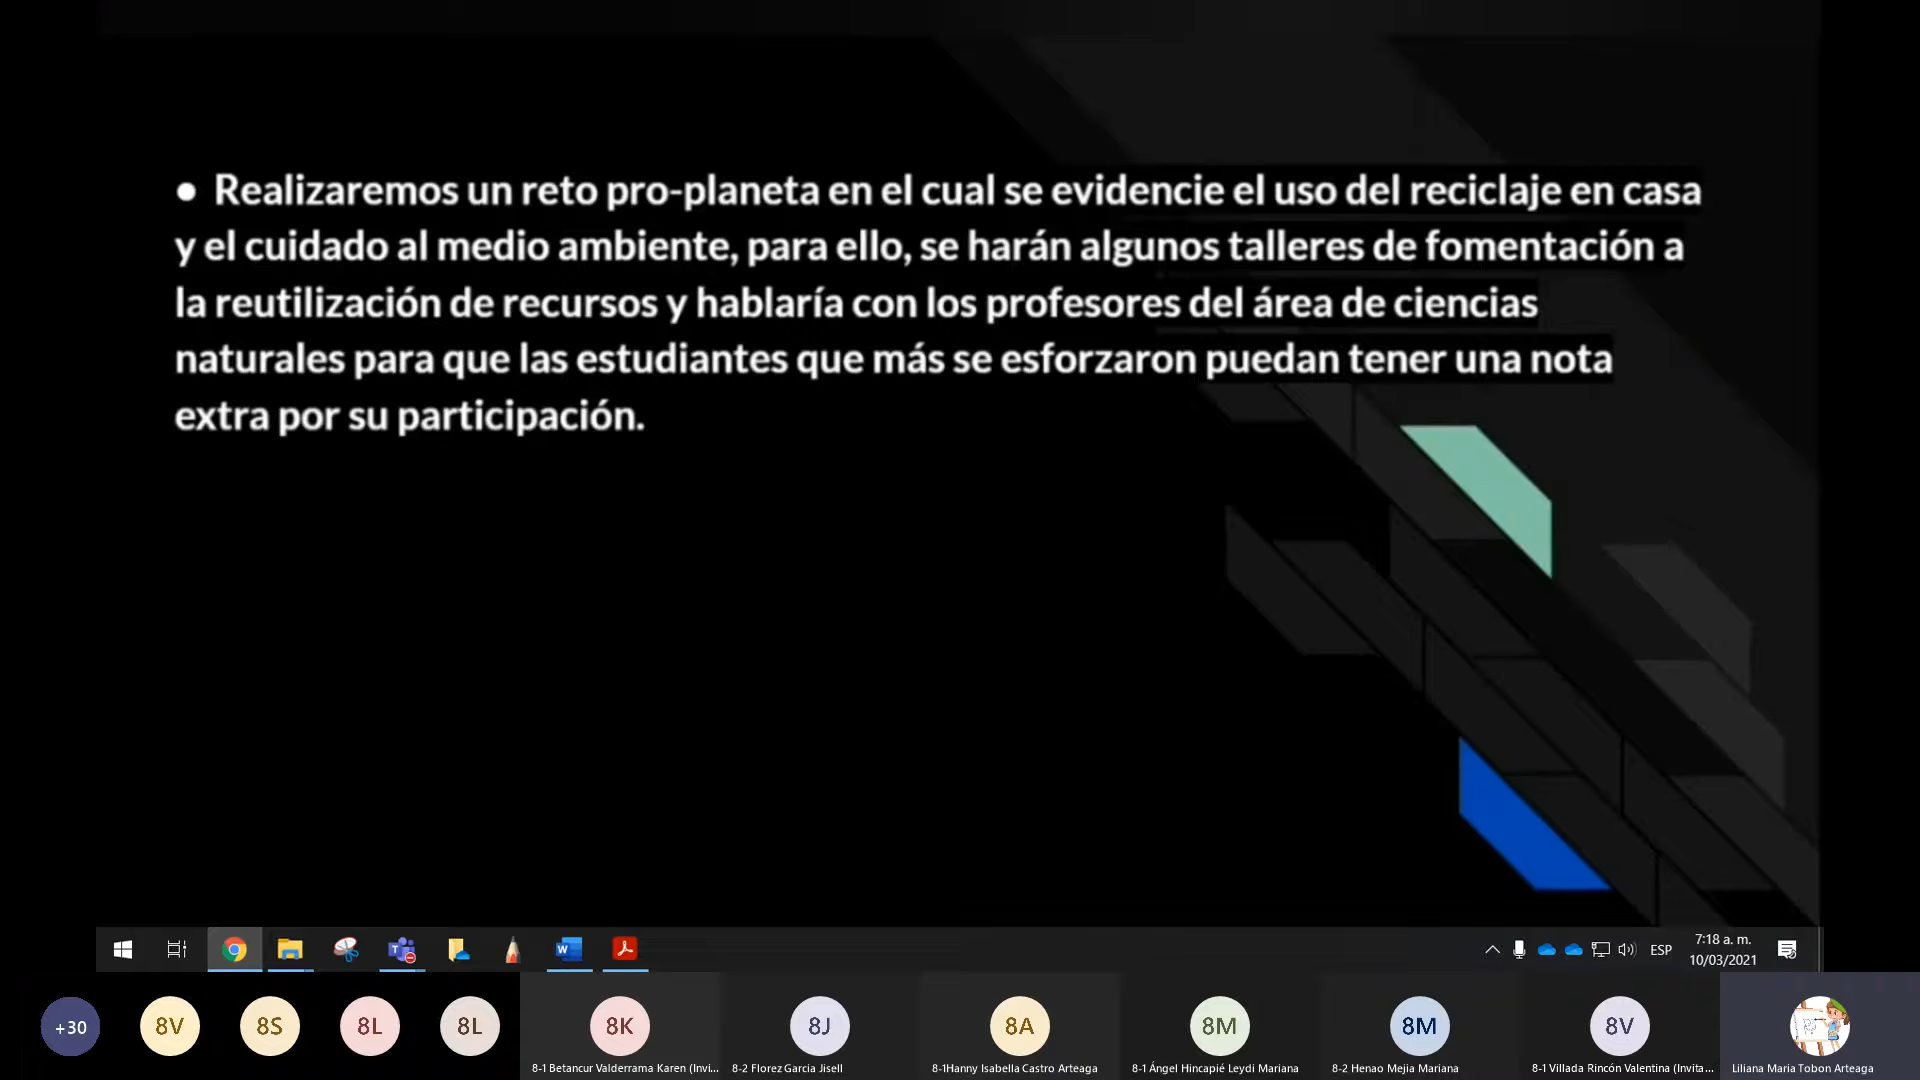 ● Realizaremos un reto pro-planeta en el cual se evidencie el uso del reciclaje en casa
y el cuidado al medio ambiente, para ello, se harán algunos talleres de fomentación a
la reutilización de recursos y hablaría con los profesores del área de ciencias
naturales para que las estudiantes que más se esforzaron puedan tener una nota
extra por su participación.
ESP
7:18 a. m.
10/03/2021
+30
8V
8S
8L
8L
8K
8J
8A
8M
8M
8V
8-1 Betancur Valderrama Karen (Invi...
8-2 Florez Garcia Jisell
8-1Hanny Isabella Castro Arteaga
8-1 Ángel Hincapié Leydi Mariana
8-2 Henao Mejia Mariana
8-1 Villada Rincón Valentina (Invita...
Liliana Maria Tobon Arteaga